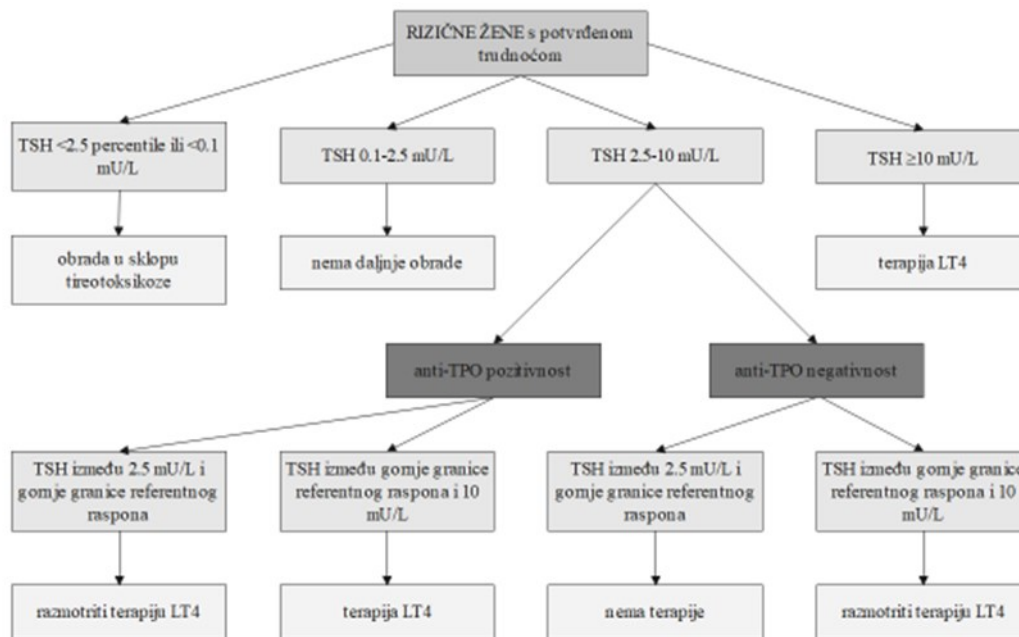 RIZIČNE ŽENE s potvrđenom
trudnoćom
TSH <2.5 percentile ili <0.1
mU/L
TSH 0.1-2.5 mU/L
TSH 2.5-10 mU/L
TSH ≥10 mU/L
obrada u sklopu
tireotoksikoze
nema daljnje obrade
terapija LT4
anti-TPO pozitivnost
anti-TPO negativnost
TSH između 2.5 mU/L i
gornje granice referentnog
raspona
TSH između gornje granice
referentnog raspona i 10
mU/L
TSH između 2.5 mU/L i
gornje granice referentnog
raspona
TSH između gornje granice
referentnog raspona i 10
mU/L
razmotriti terapiju LT4
terapija LT4
nema terapije
razmotriti terapiju LT4